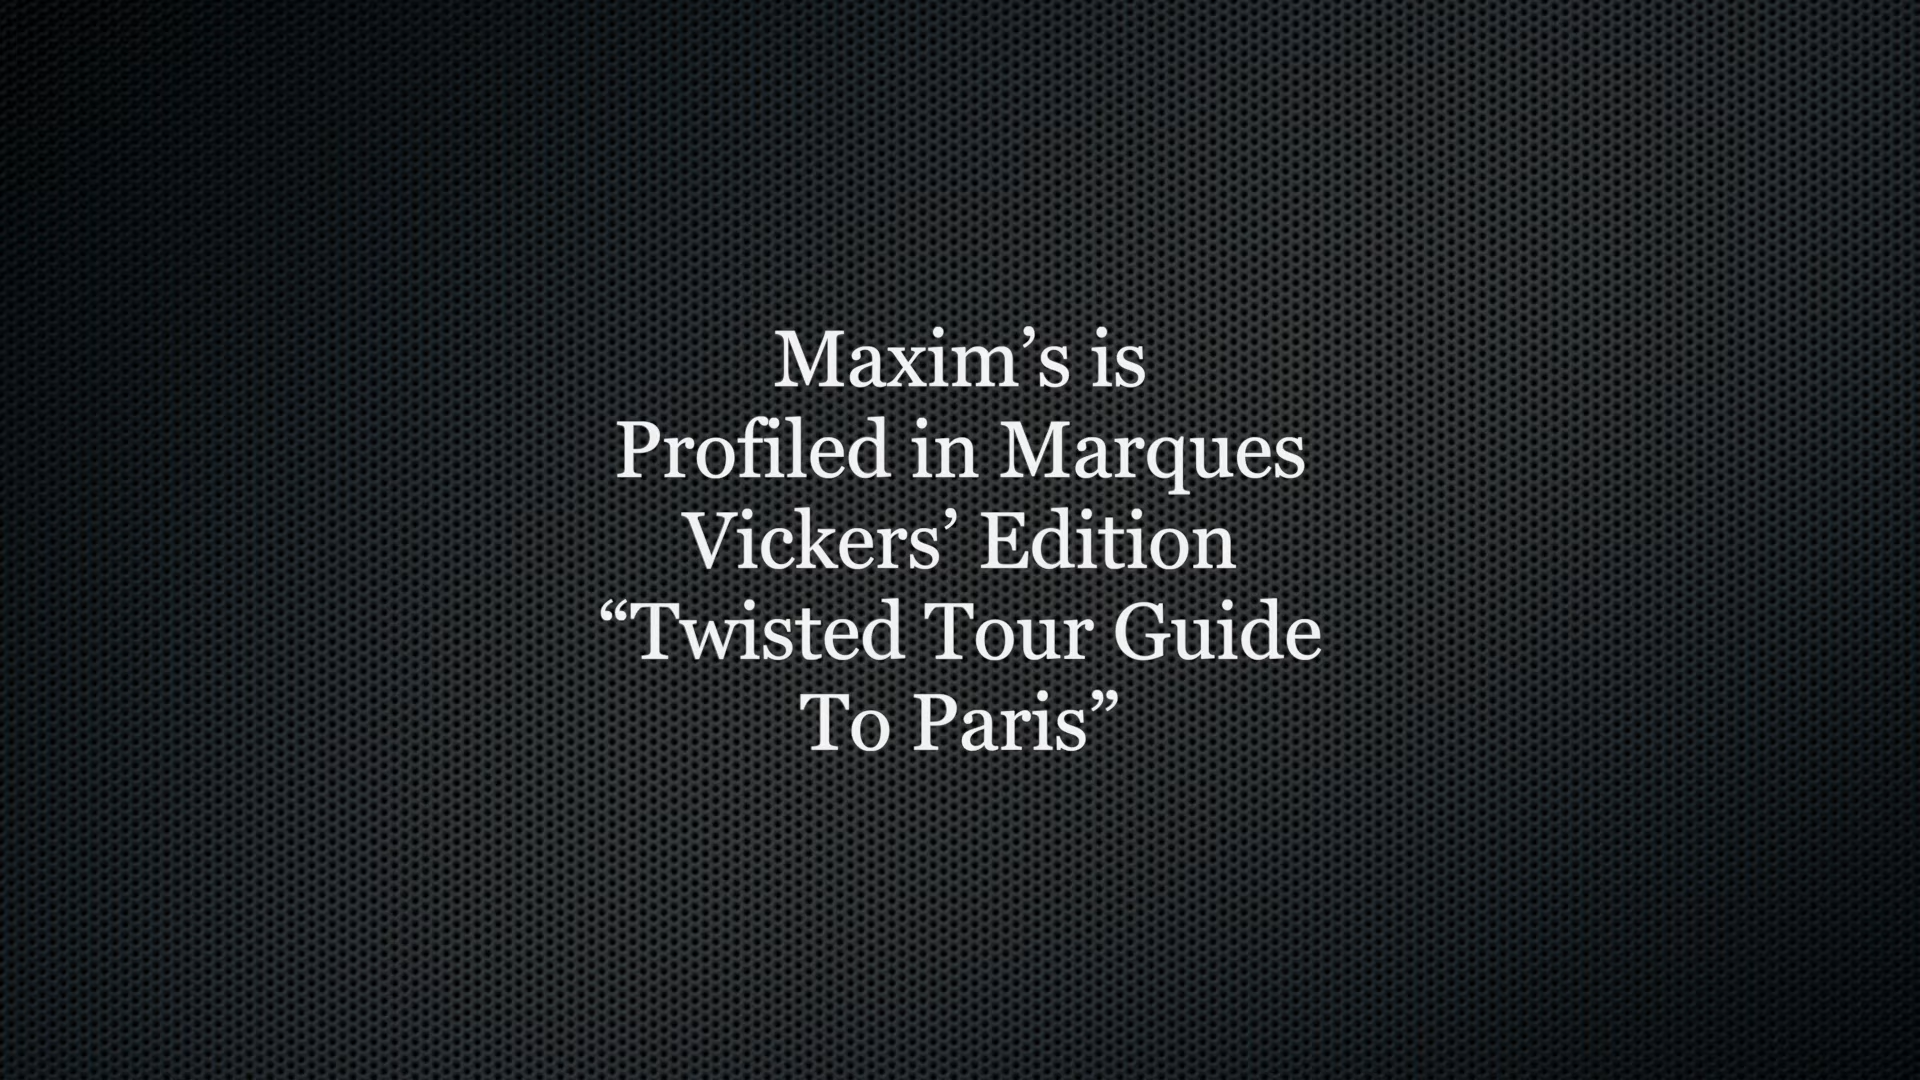 Maxim’s is
Profiled in Marques
Vickers’ Edition
“Twisted Tour Guide
To Paris”